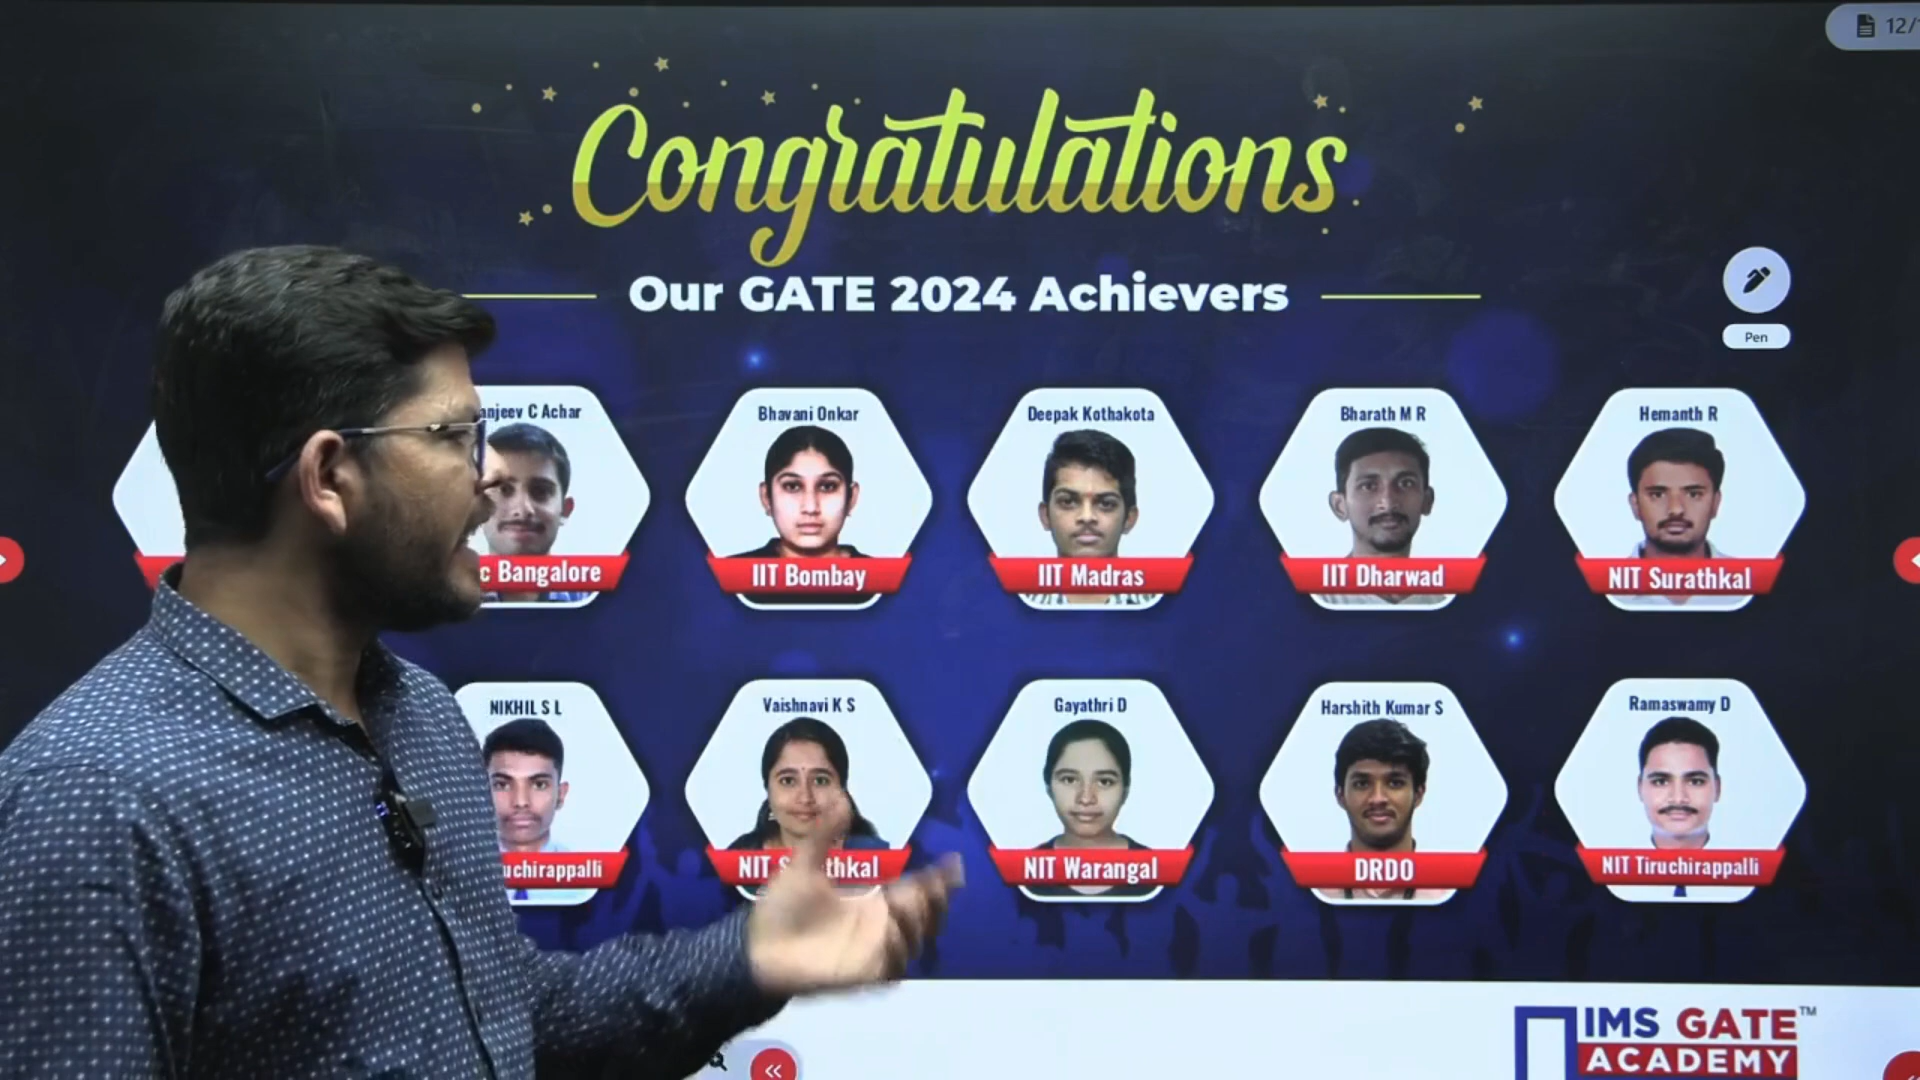 12/
Congratulations
Our GATE 2024 Achievers
Pen
anjeev C Achar
Bhavani Onkar
Deepak Kothakota
Bharath M R
Hemanth R
c Bangalore
IIT Bombay
IIT Madras
IIT Dharwad
NIT Surathkal
NIKHIL S L
Vaishnavi K S
Gayathri D
Harshith Kumar S
Ramaswamy D
uchirappalli
NIT S thkal
NIT Warangal
DRDO
NIT Tiruchirappalli
IMS GATE™
ACADEMY